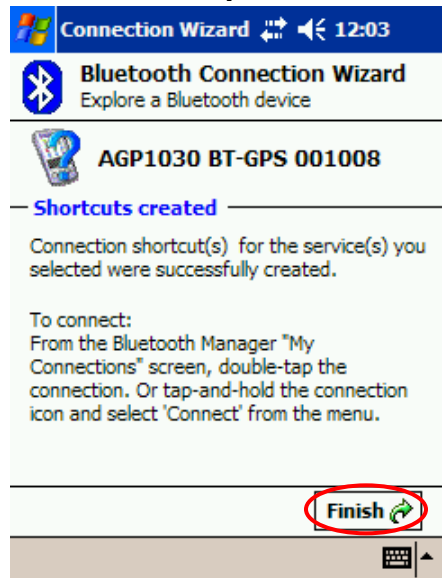 Connection Wizard 12:03
Bluetooth Connection Wizard
Explore a Bluetooth device
AGP1030 BT-GPS 001008
Shortcuts created
Connection shortcut(s) for the service(s) you
selected were successfully created.
To connect:
From the Bluetooth Manager "My
Connections" screen, double-tap the
connection. Or tap-and-hold the connection
icon and select 'Connect' from the menu.
Finish